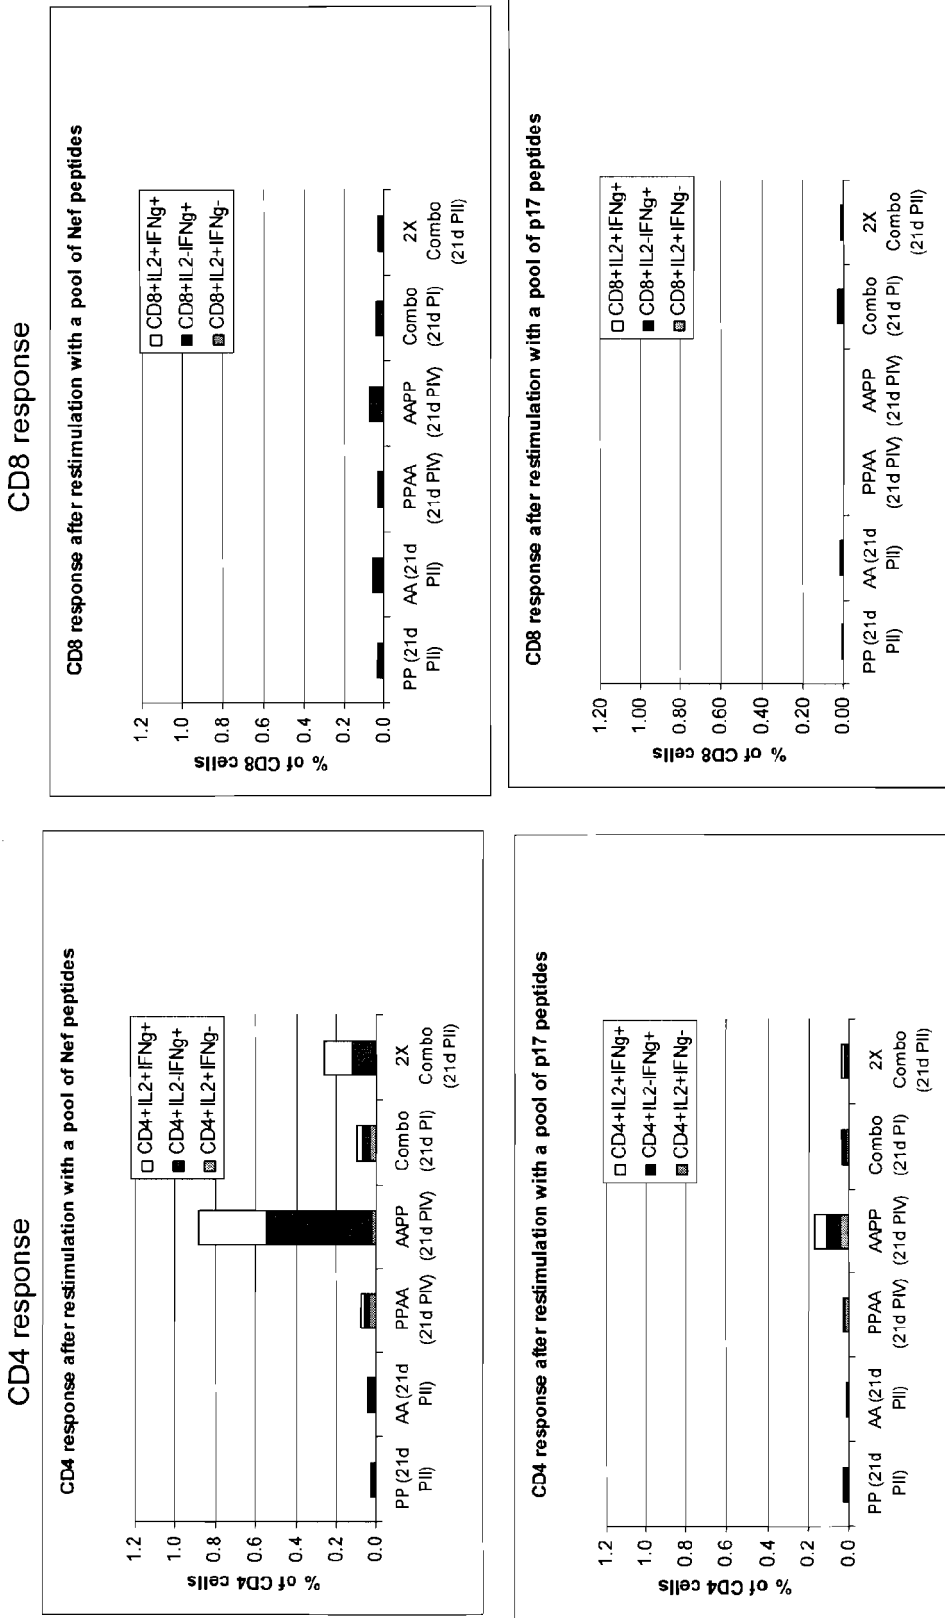 CD4 response
CD4 response after restimulation with a pool of Nef peptides
% of CD4 cells
1.2
1.0
0.8
0.6
0.4
0.2
0.0
CD4+IL2+IFNg+
CD4+IL2-IFNg+
CD4+IL2+IFNg-
PP (21d PII)
AA (21d PII)
PPAA (21d PIV)
AAPP (21d PIV)
Combo (21d PI)
2X Combo (21d PII)
CD8 response
CD8 response after restimulation with a pool of Nef peptides
% of CD8 cells
1.2
1.0
0.8
0.6
0.4
0.2
0.0
CD8+IL2+IFNg+
CD8+IL2-IFNg+
CD8+IL2+IFNg-
PP (21d PII)
AA (21d PII)
PPAA (21d PIV)
AAPP (21d PIV)
Combo (21d PI)
2X Combo (21d PII)
CD4 response after restimulation with a pool of p17 peptides
% of CD4 cells
1.2
1.0
0.8
0.6
0.4
0.2
0.0
CD4+IL2+IFNg+
CD4+IL2-IFNg+
CD4+IL2+IFNg-
PP (21d PII)
AA (21d PII)
PPAA (21d PIV)
AAPP (21d PIV)
Combo (21d PI)
2X Combo (21d PII)
CD8 response after restimulation with a pool of p17 peptides
% of CD8 cells
1.20
1.00
0.80
0.60
0.40
0.20
0.00
CD8+IL2+IFNg+
CD8+IL2-IFNg+
CD8+IL2+IFNg-
PP (21d PII)
AA (21d PII)
PPAA (21d PIV)
AAPP (21d PIV)
Combo (21d PI)
2X Combo (21d PII)